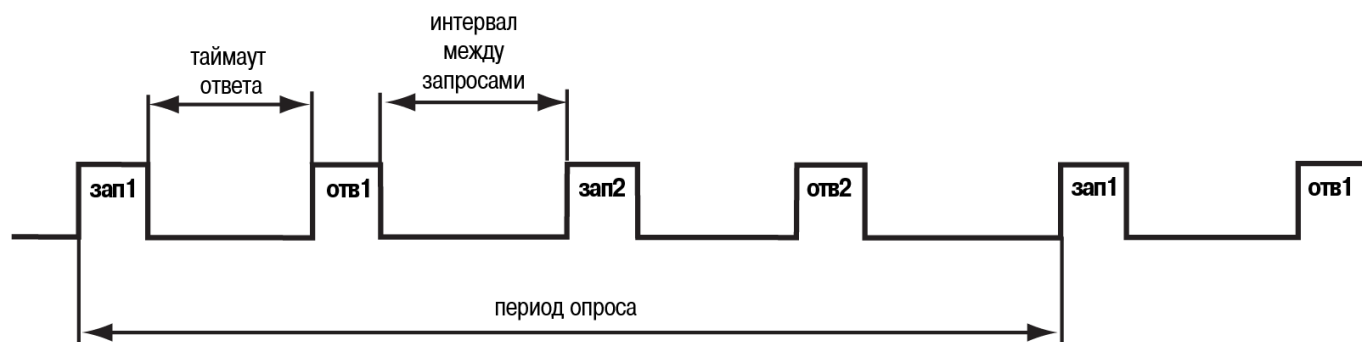 таймаут
ответа
интервал
между
запросами
зап1
отв1
зап2
отв2
зап1
отв1
период опроса